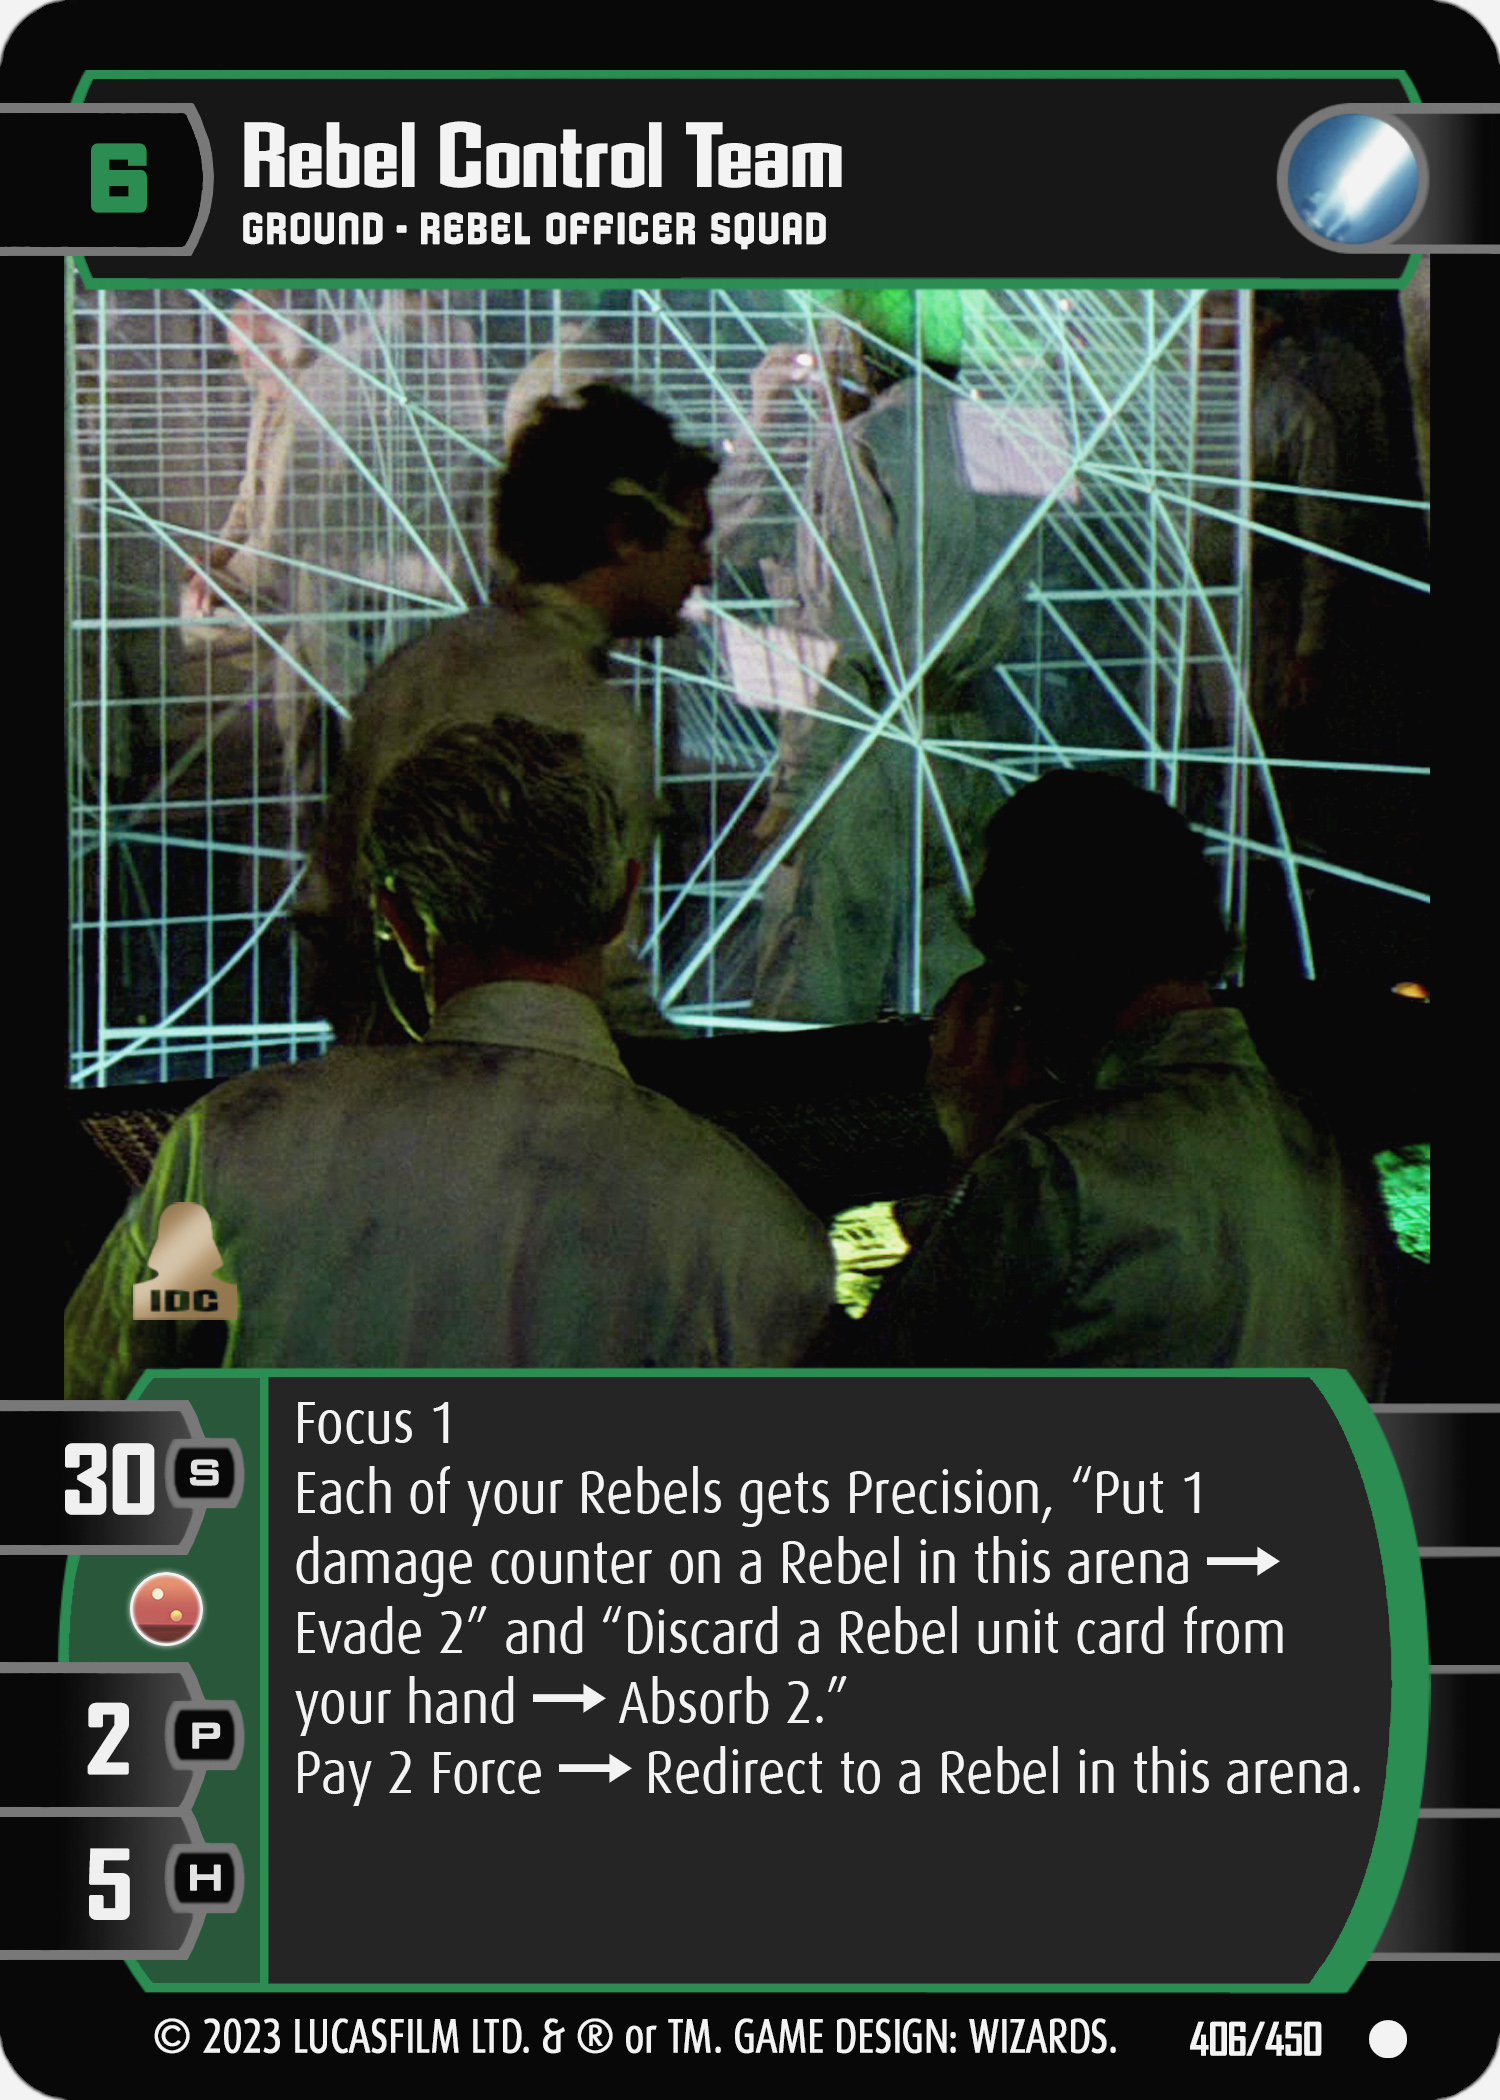 6
Rebel Control Team
GROUND - REBEL OFFICER SQUAD
IDC
30 S
2 P
5 H
Focus 1
Each of your Rebels gets Precision, “Put 1
damage counter on a Rebel in this arena →
Evade 2” and “Discard a Rebel unit card from
your hand → Absorb 2.”
Pay 2 Force → Redirect to a Rebel in this arena.
© 2023 LUCASFILM LTD. & ® or TM. GAME DESIGN: WIZARDS.
406/450